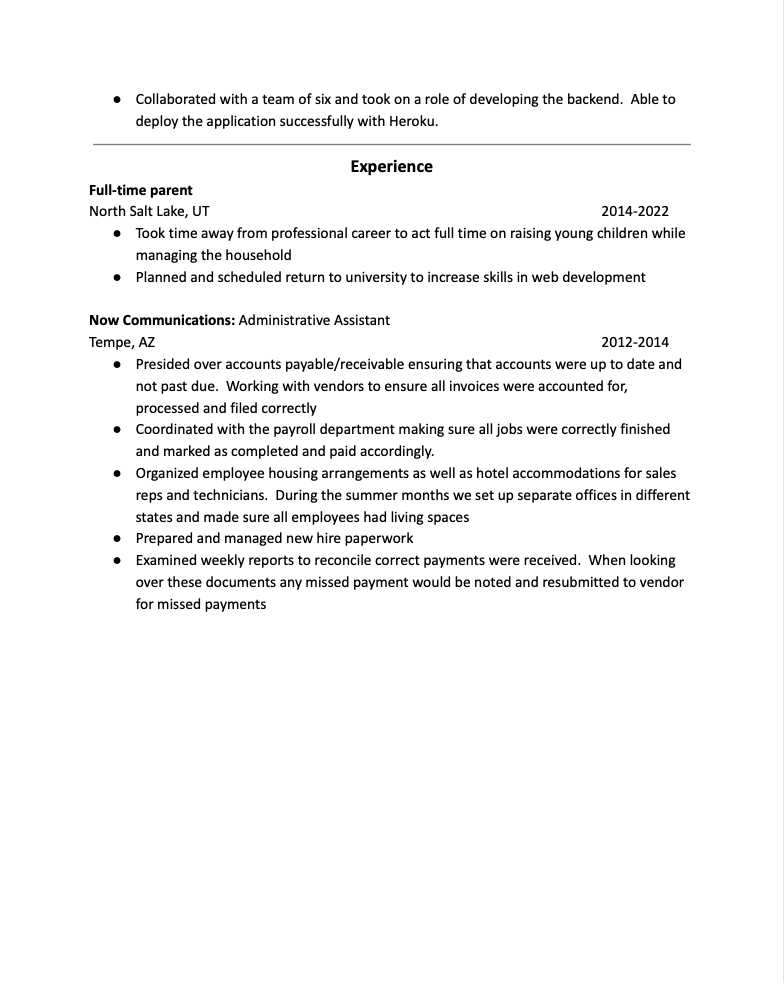 ● Collaborated with a team of six and took on a role of developing the backend.  Able to
deploy the application successfully with Heroku.
Experience
Full-time parent
North Salt Lake, UT 2014-2022
● Took time away from professional career to act full time on raising young children while
managing the household
● Planned and scheduled return to university to increase skills in web development
Now Communications: Administrative Assistant
Tempe, AZ 2012-2014
● Presided over accounts payable/receivable ensuring that accounts were up to date and
not past due.  Working with vendors to ensure all invoices were accounted for,
processed and filed correctly
● Coordinated with the payroll department making sure all jobs were correctly finished
and marked as completed and paid accordingly.
● Organized employee housing arrangements as well as hotel accommodations for sales
reps and technicians.  During the summer months we set up separate offices in different
states and made sure all employees had living spaces
● Prepared and managed new hire paperwork
● Examined weekly reports to reconcile correct payments were received.  When looking
over these documents any missed payment would be noted and resubmitted to vendor
for missed payments